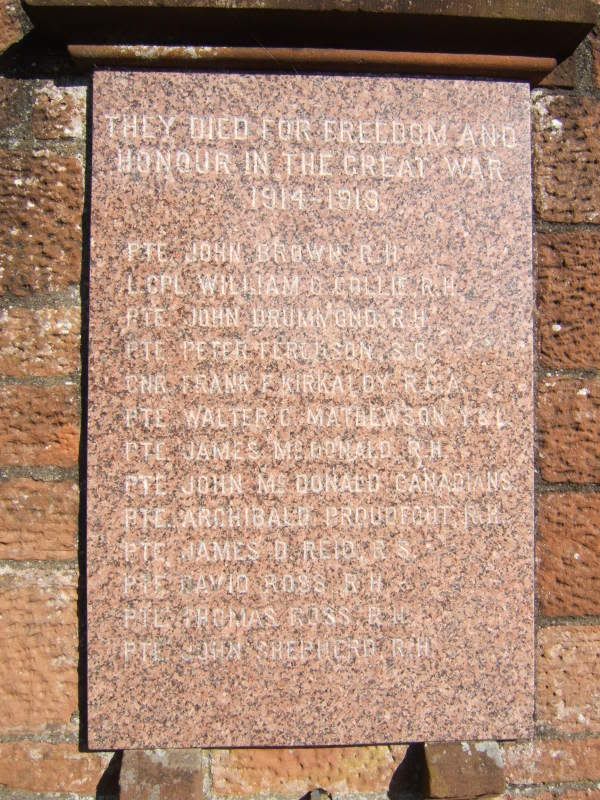 THEY DIED FOR FREEDOM AND
HONOUR IN THE GREAT WAR
1914-1919
PTE. JOHN BROWN. R.H.
L.CPL. WILLIAM D. COLLIE. R.H.
PTE. JOHN DRUMMOND. R.H.
PTE. PETER FERGUSON. S.G.
GNR. FRANK F. KIRKALDY. R.G.A.
PTE. WALTER C. MATHEWSON. Y.&L.
PTE. JAMES McDONALD. R.H.
PTE. JOHN McDONALD. CANADIANS.
PTE. ARCHIBALD PROUDFOOT. R.H.
PTE. JAMES D. REID. R.S.
PTE. DAVID ROSS. R.H.
PTE. THOMAS ROSS. R.H.
PTE. JOHN SHEPHERD. R.H.